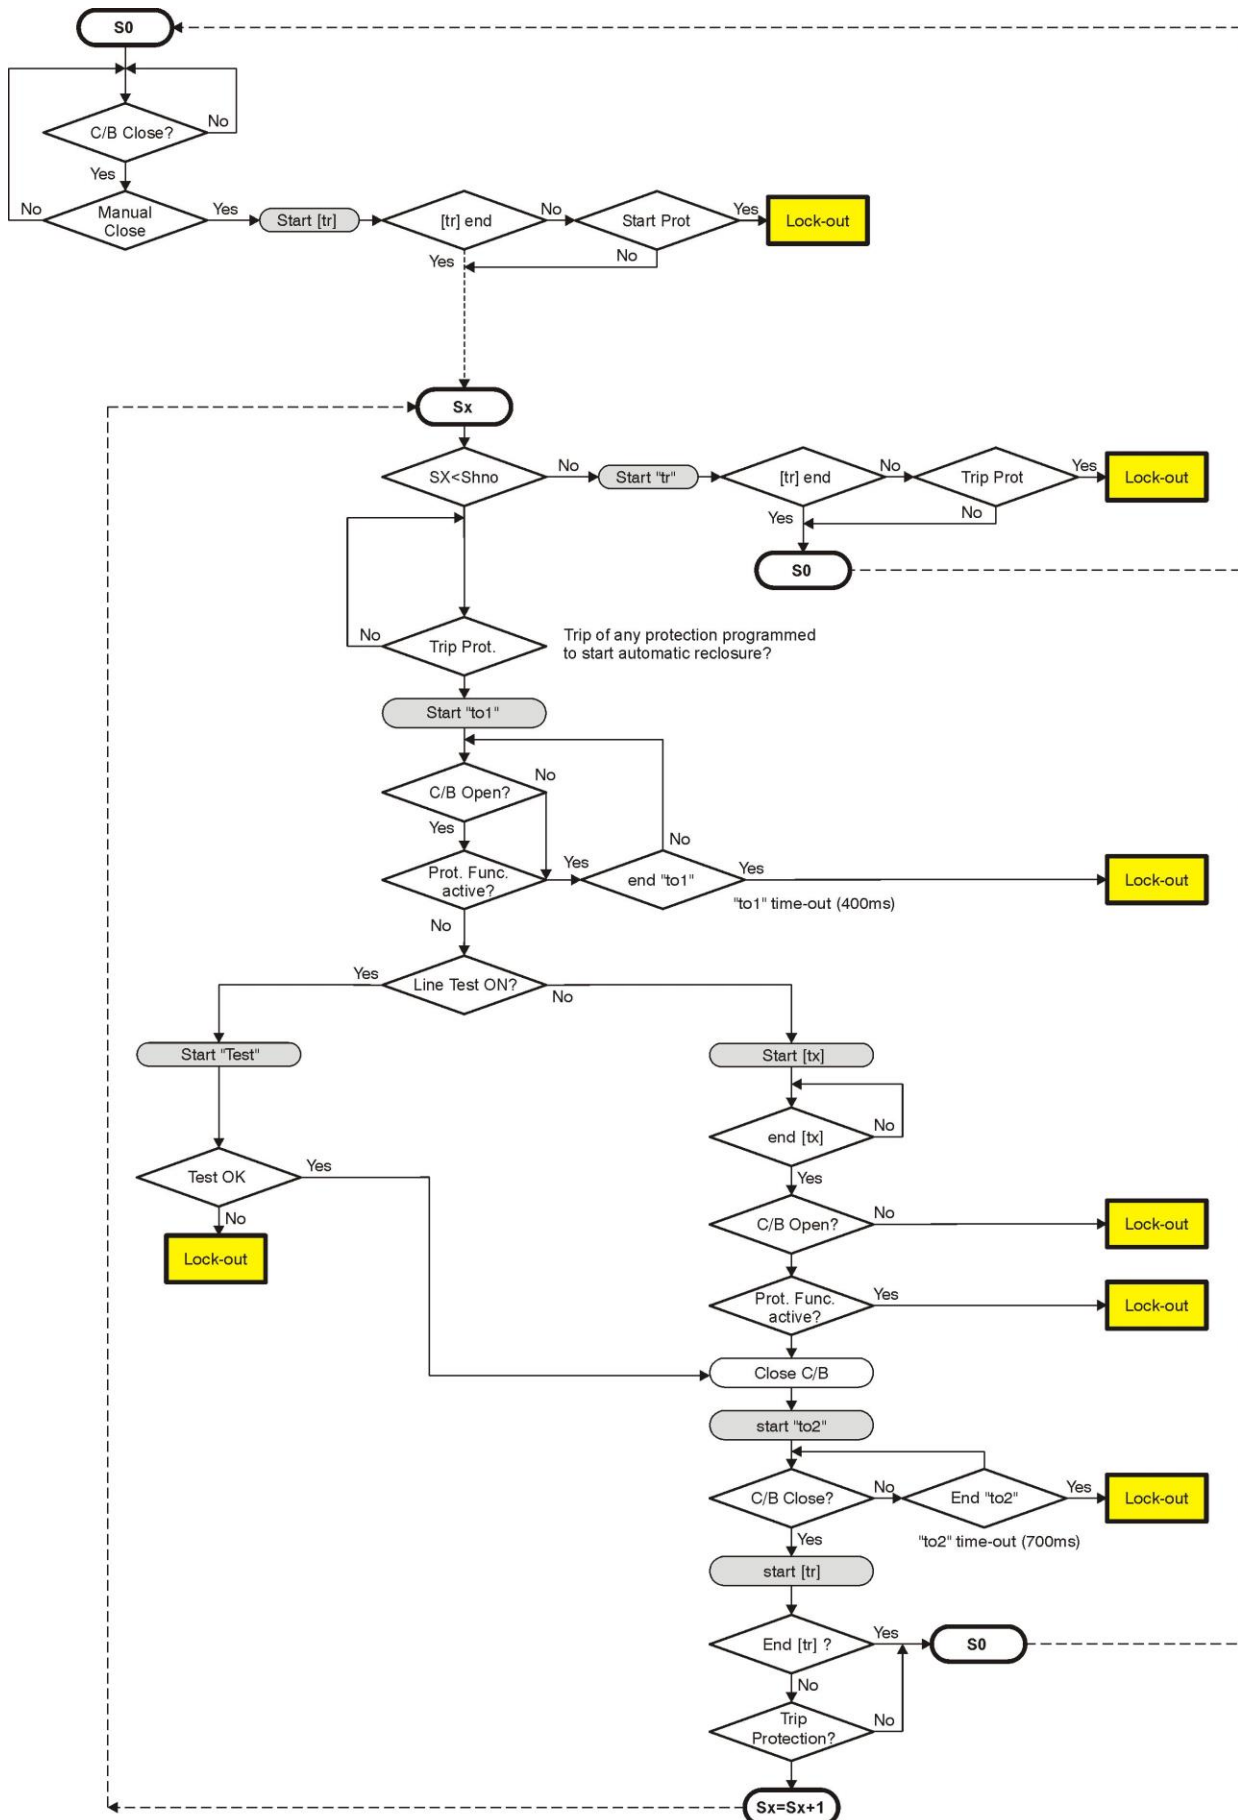 S0
C/B Close?
No
Yes
No
Manual
Close
Yes
Start [tr]
[tr] end
No
Start Prot
Yes
Lock-out
Yes
No
Sx
SX<Shno
No
Start "tr"
[tr] end
No
Trip Prot
Yes
Lock-out
Yes
No
S0
No
Trip Prot.
Trip of any protection programmed
to start automatic reclosure?
Start "to1"
C/B Open?
No
Yes
No
Prot. Func.
active?
Yes
end "to1"
Yes
Lock-out
"to1" time-out (400ms)
No
Yes
Line Test ON?
No
Start "Test"
Start [tx]
end [tx]
No
Test OK
Yes
Yes
No
Lock-out
C/B Open?
No
Lock-out
Prot. Func.
active?
Yes
Lock-out
Close C/B
start "to2"
C/B Close?
No
End "to2"
Yes
Lock-out
Yes
"to2" time-out (700ms)
start [tr]
End [tr] ?
Yes
S0
No
Trip
Protection?
No
Sx=Sx+1